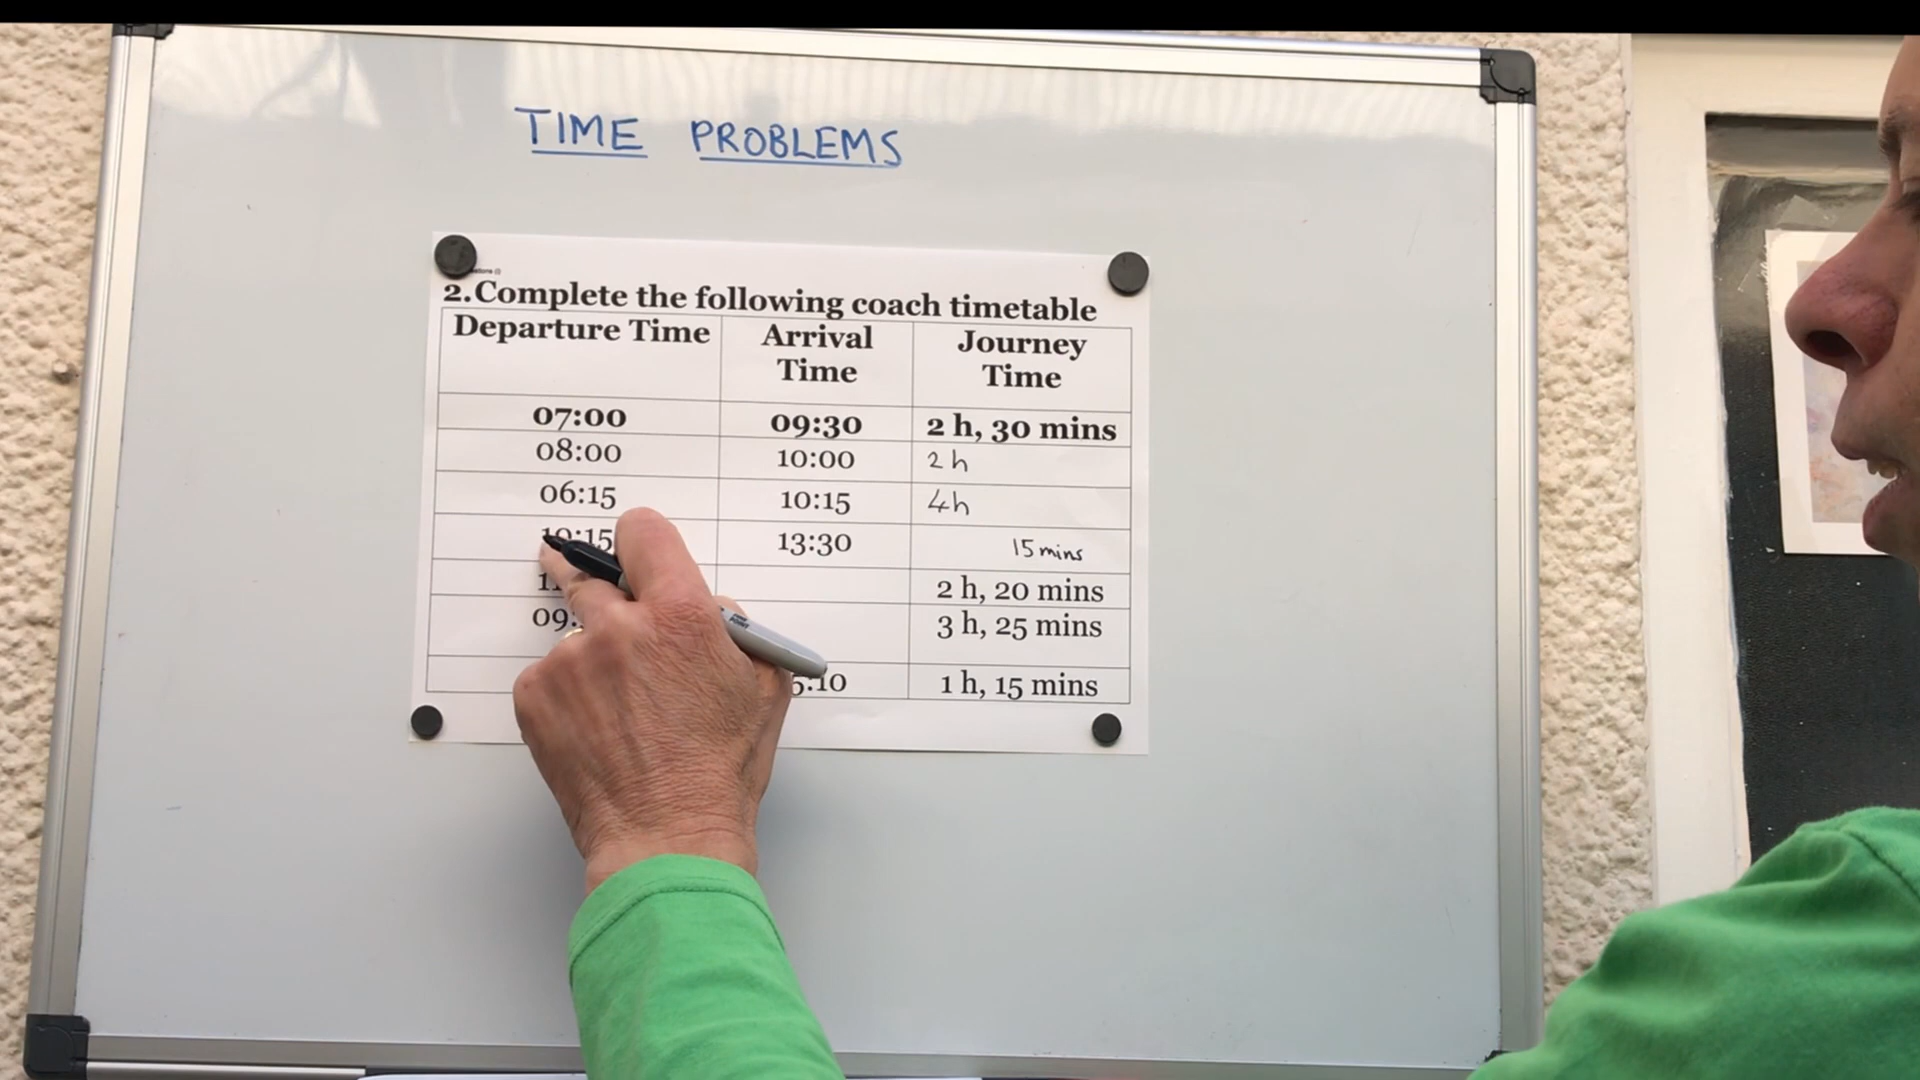 TIME PROBLEMS
2. Complete the following coach timetable
Departure Time Arrival Time Journey Time
07:00 09:30 2 h, 30 mins
08:00 10:00 2 h
06:15 10:15 4h
10:15 13:30 15 mins
2 h, 20 mins
3 h, 25 mins
1 h, 15 mins